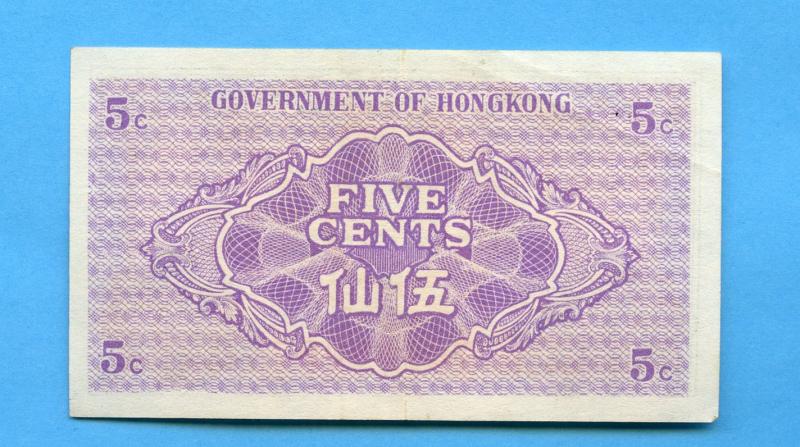 5c GOVERNMENT OF HONGKONG 5c
FIVE
CENTS
仙伍
5c 5c